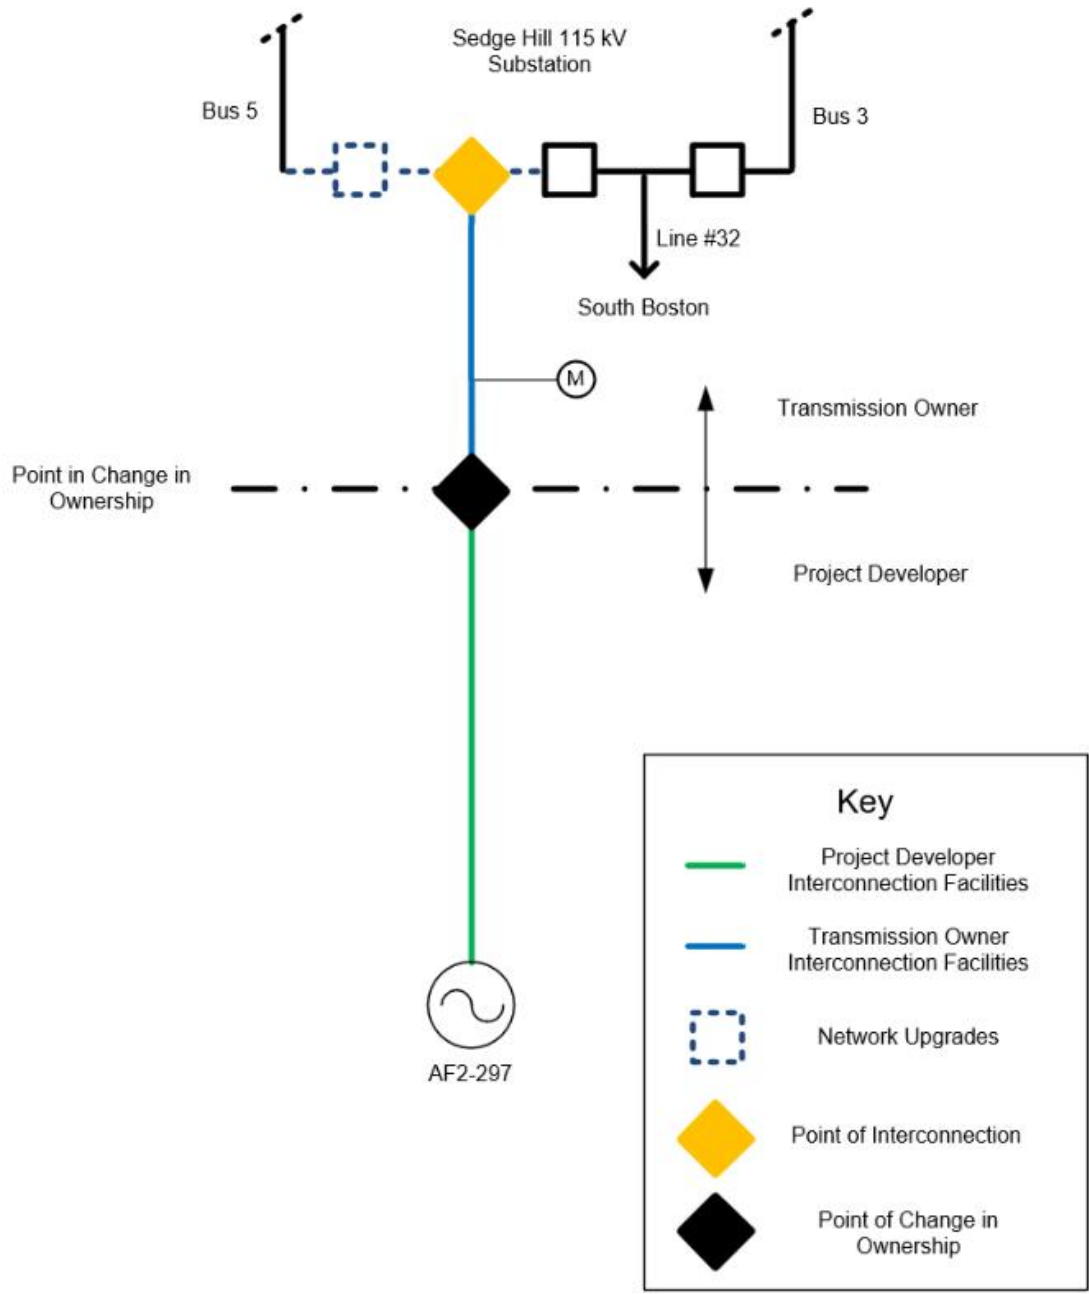 Sedge Hill 115 kV
Substation
Bus 5
Bus 3
Line #32
South Boston
M
Transmission Owner
Point in Change in
Ownership
Project Developer
AF2-297
Key
Project Developer
Interconnection Facilities
Transmission Owner
Interconnection Facilities
Network Upgrades
Point of Interconnection
Point of Change in
Ownership